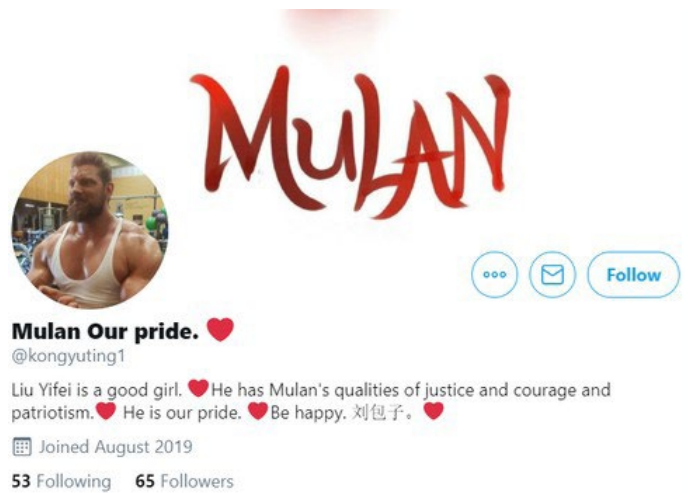 MULAN
Follow
Mulan Our pride. ❤️
@kongyuting1
Liu Yifei is a good girl. ❤️He has Mulan's qualities of justice and courage and
patriotism.❤️ He is our pride. ❤️Be happy. 刘包子。❤️
Joined August 2019
53 Following 65 Followers